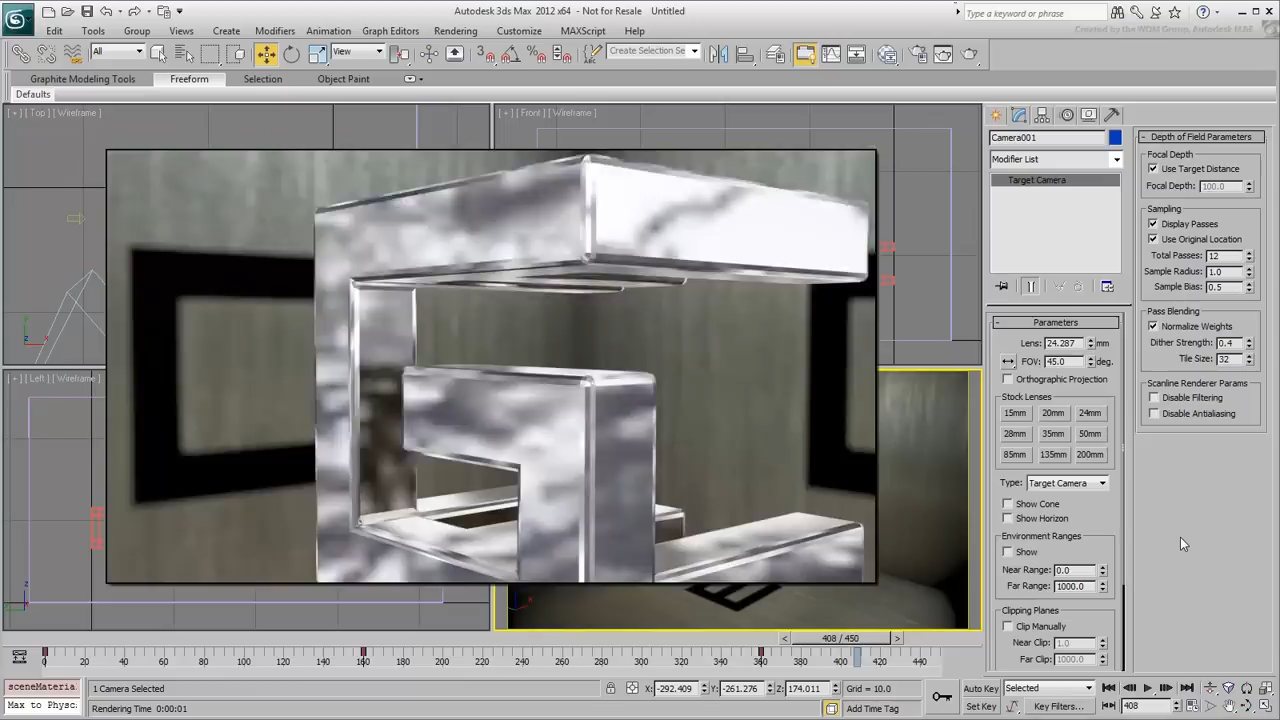 Autodesk 3ds Max 2012 x64 - Not for Resale Untitled
Type a keyword or phrase
Created by the WDM Group, Autodesk M&E
Edit Tools Group Views Create Modifiers Animation Graph Editors Rendering Customize MAXScript Help
All View 3 Create Selection Se
Graphite Modeling Tools Freeform Selection Object Paint
Defaults
[ + ] [ Top ] [ Wireframe ]
[ + ] [ Front ] [ Wireframe ]
[ + ] [ Left ] [ Wireframe ]
Camera001
Modifier List
Target Camera
- Parameters
Lens: 24.287 mm
FOV: 45.0 deg.
Orthographic Projection
Stock Lenses
15mm 20mm 24mm
28mm 35mm 50mm
85mm 135mm 200mm
Type: Target Camera
Show Cone
Show Horizon
Environment Ranges
Show
Near Range: 0.0
Far Range: 1000.0
Clipping Planes
Clip Manually
Near Clip: 1.0
Far Clip: 1000.0
- Depth of Field Parameters
Focal Depth
Use Target Distance
Focal Depth: 100.0
Sampling
Display Passes
Use Original Location
Total Passes: 12
Sample Radius: 1.0
Sample Bias: 0.5
Pass Blending
Normalize Weights
Dither Strength: 0.4
Tile Size: 32
Scanline Renderer Params
Disable Filtering
Disable Antialiasing
< 408 / 450 >
0 20 40 60 80 100 120 140 160 180 200 220 240 260 280 300 320 340 360 380 400 420 440
sceneMateria
Max to Physc
1 Camera Selected
Rendering Time 0:00:01
X: -292.409 Y: -261.276 Z: 174.011 Grid = 10.0
Add Time Tag
Auto Key Selected
Set Key Key Filters... 408